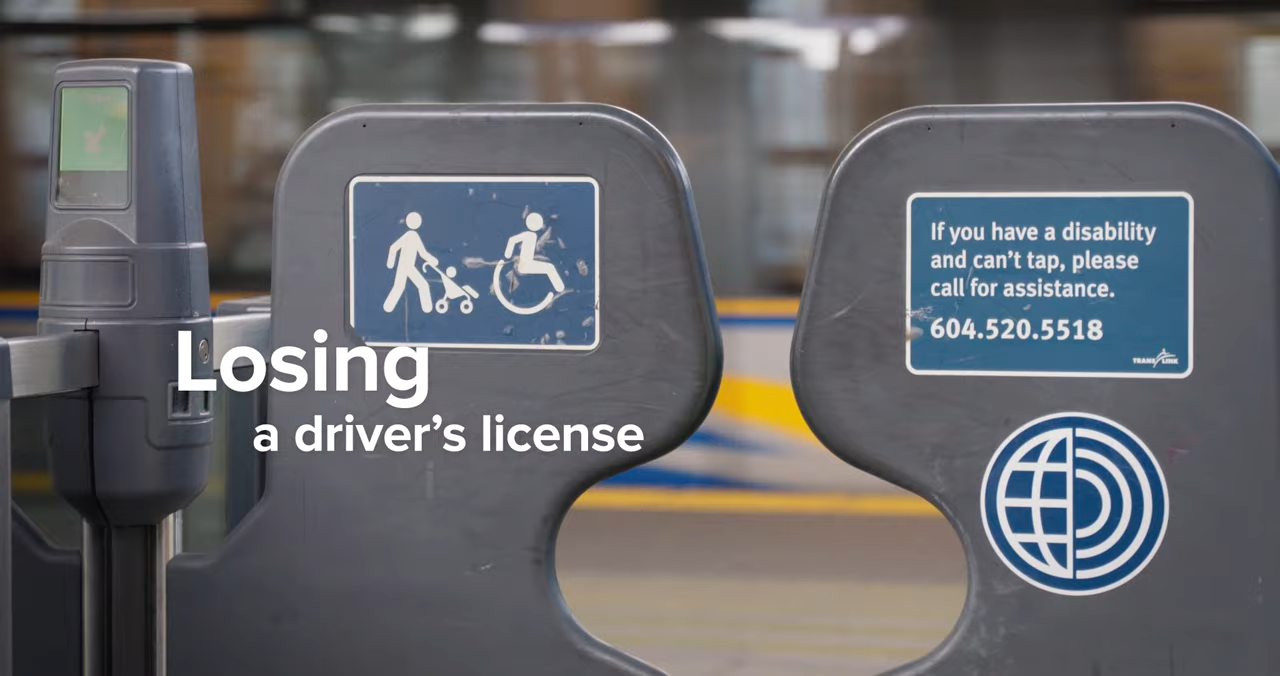 Losing
a driver's license
If you have a disability
and can't tap, please
call for assistance.
604.520.5518
TRANSLINK